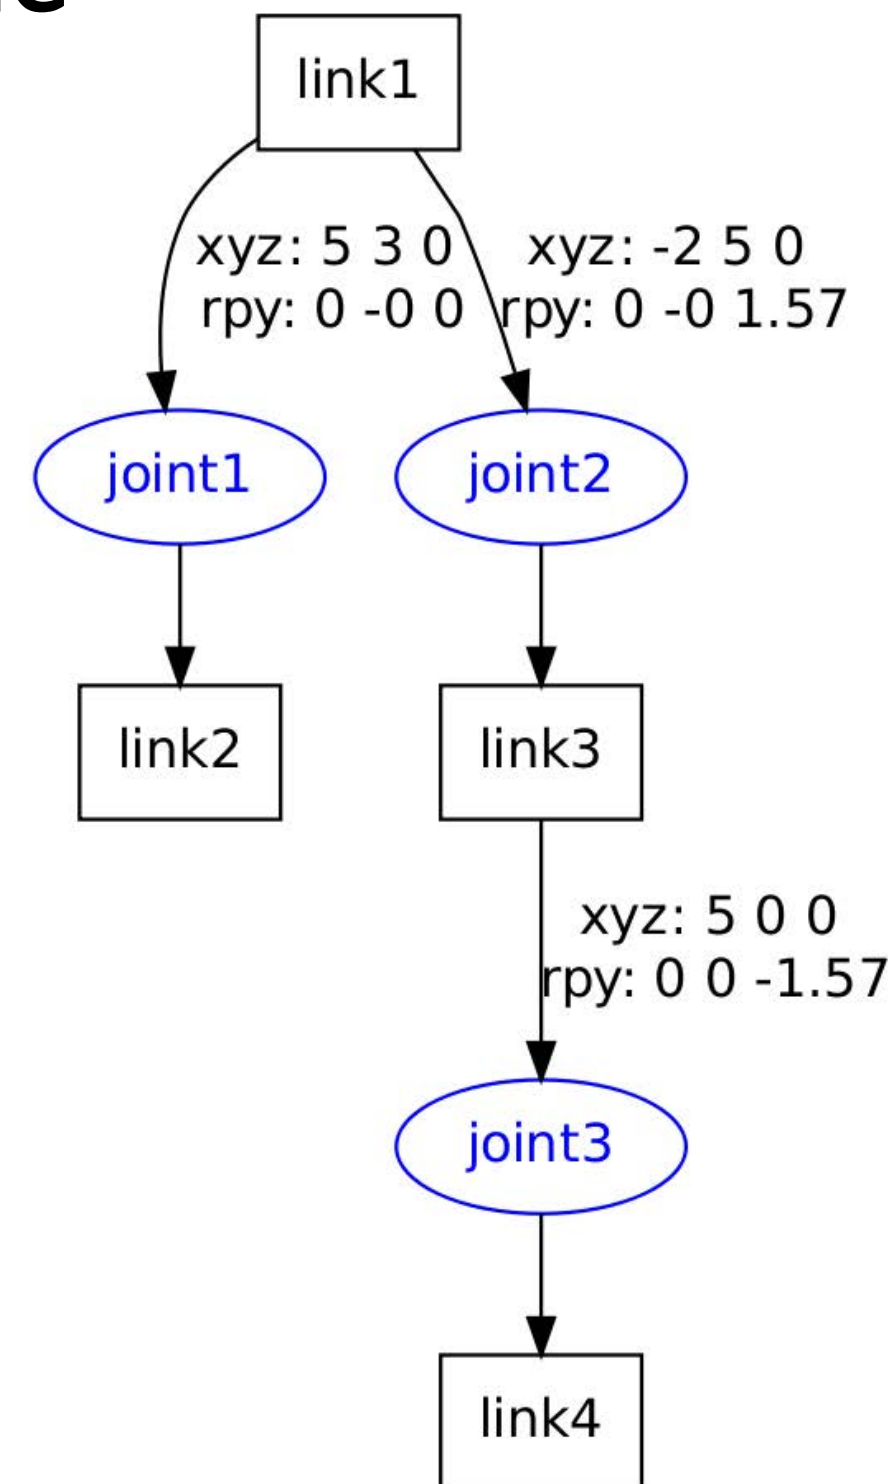 link1
xyz: 5 3 0
rpy: 0 -0 0
xyz: -2 5 0
rpy: 0 -0 1.57
joint1
joint2
link2
link3
xyz: 5 0 0
rpy: 0 0 -1.57
joint3
link4